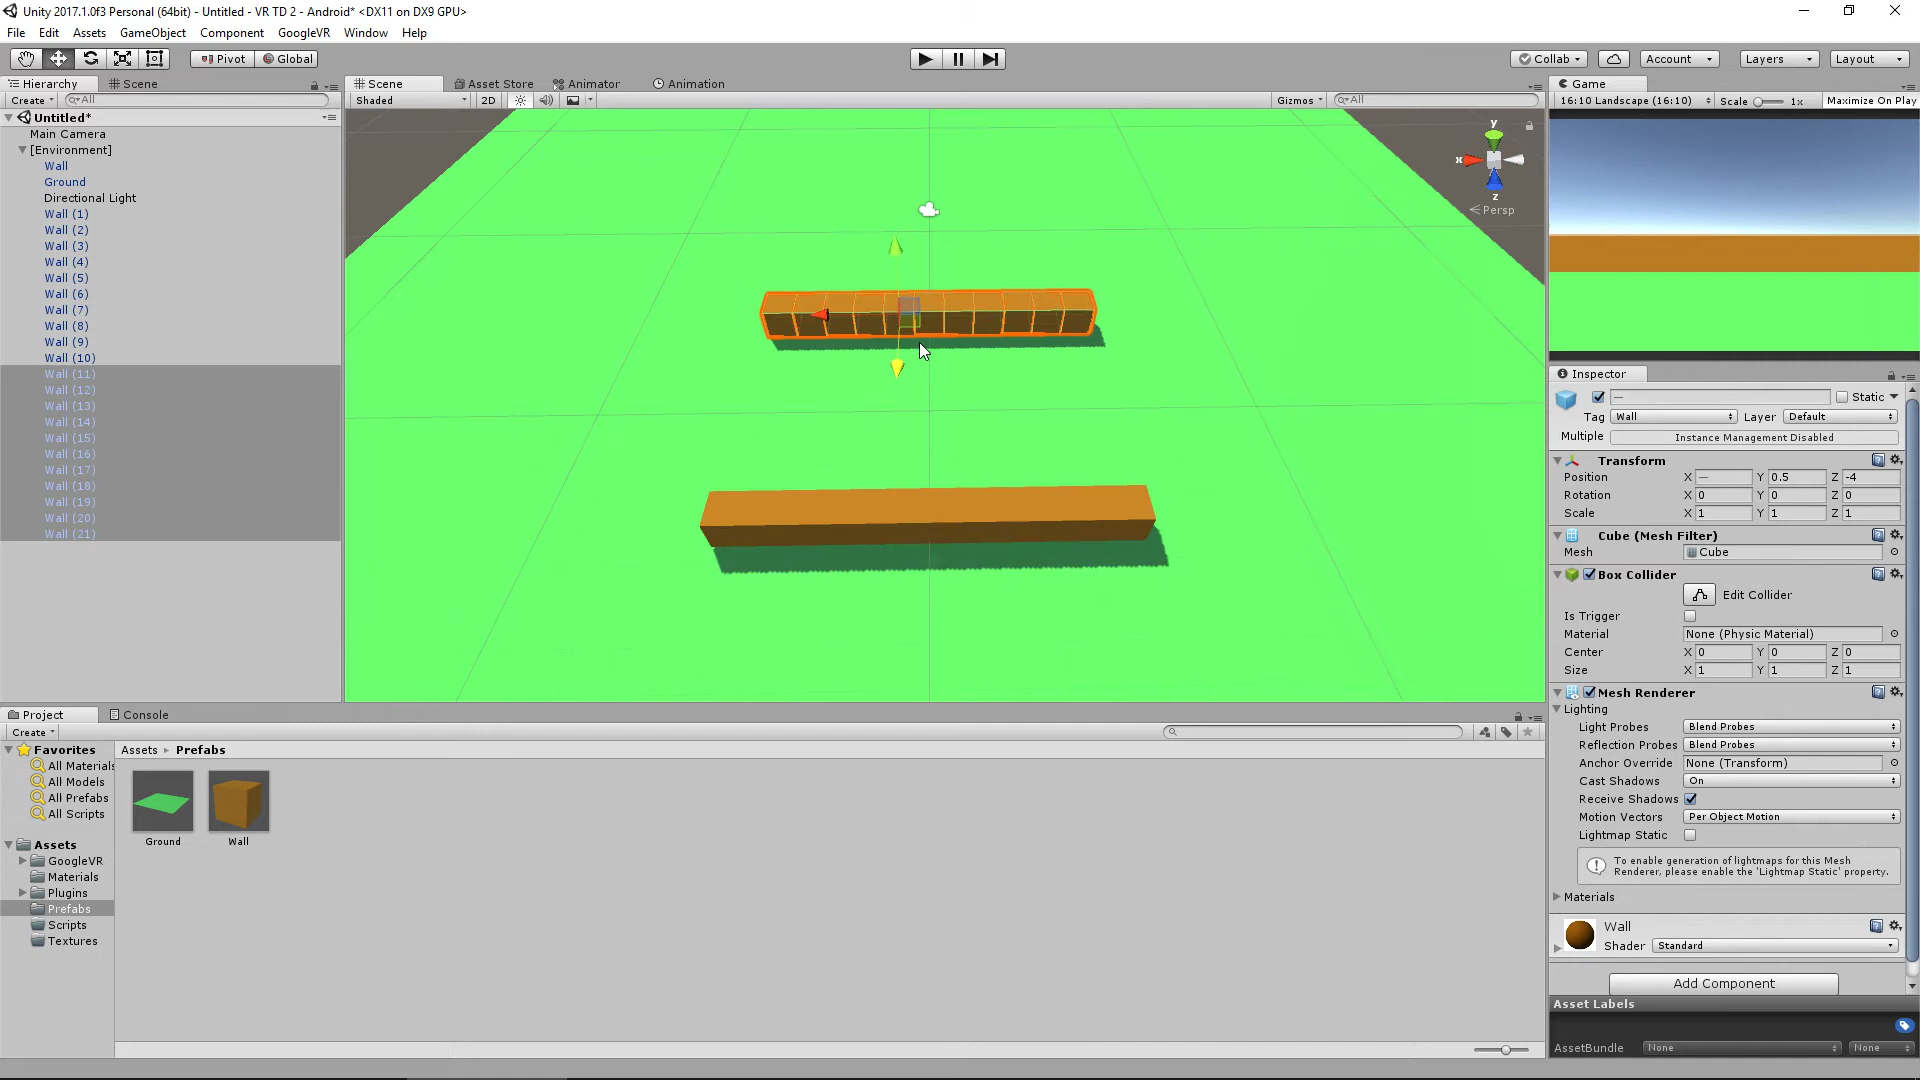 Unity 2017.1.0f3 Personal (64bit) - Untitled - VR TD 2 - Android* <DX11 on DX9 GPU>
File Edit Assets GameObject Component GoogleVR Window Help
Pivot Global Collab Account Layers Layout
Hierarchy Scene
Create All
Untitled*
Main Camera
[Environment]
Wall
Ground
Directional Light
Wall (1)
Wall (2)
Wall (3)
Wall (4)
Wall (5)
Wall (6)
Wall (7)
Wall (8)
Wall (9)
Wall (10)
Wall (11)
Wall (12)
Wall (13)
Wall (14)
Wall (15)
Wall (16)
Wall (17)
Wall (18)
Wall (19)
Wall (20)
Wall (21)
Scene Asset Store Animator Animation
Shaded 2D Gizmos All
y
x
z
Persp
Game
16:10 Landscape (16:10) Scale 1x Maximize On Play
Inspector
— Static
Tag Wall Layer Default
Multiple Instance Management Disabled
Transform
Position X — Y 0.5 Z -4
Rotation X 0 Y 0 Z 0
Scale X 1 Y 1 Z 1
Cube (Mesh Filter)
Mesh Cube
Box Collider
Edit Collider
Is Trigger
Material None (Physic Material)
Center X 0 Y 0 Z 0
Size X 1 Y 1 Z 1
Mesh Renderer
Lighting
Light Probes Blend Probes
Reflection Probes Blend Probes
Anchor Override None (Transform)
Cast Shadows On
Receive Shadows
Motion Vectors Per Object Motion
Lightmap Static
To enable generation of lightmaps for this Mesh
Renderer, please enable the 'Lightmap Static' property.
Materials
Wall
Shader Standard
Add Component
Asset Labels
AssetBundle None None
Project Console
Create
Favorites
All Materials
All Models
All Prefabs
All Scripts
Assets
GoogleVR
Materials
Plugins
Prefabs
Scripts
Textures
Assets Prefabs
Ground Wall